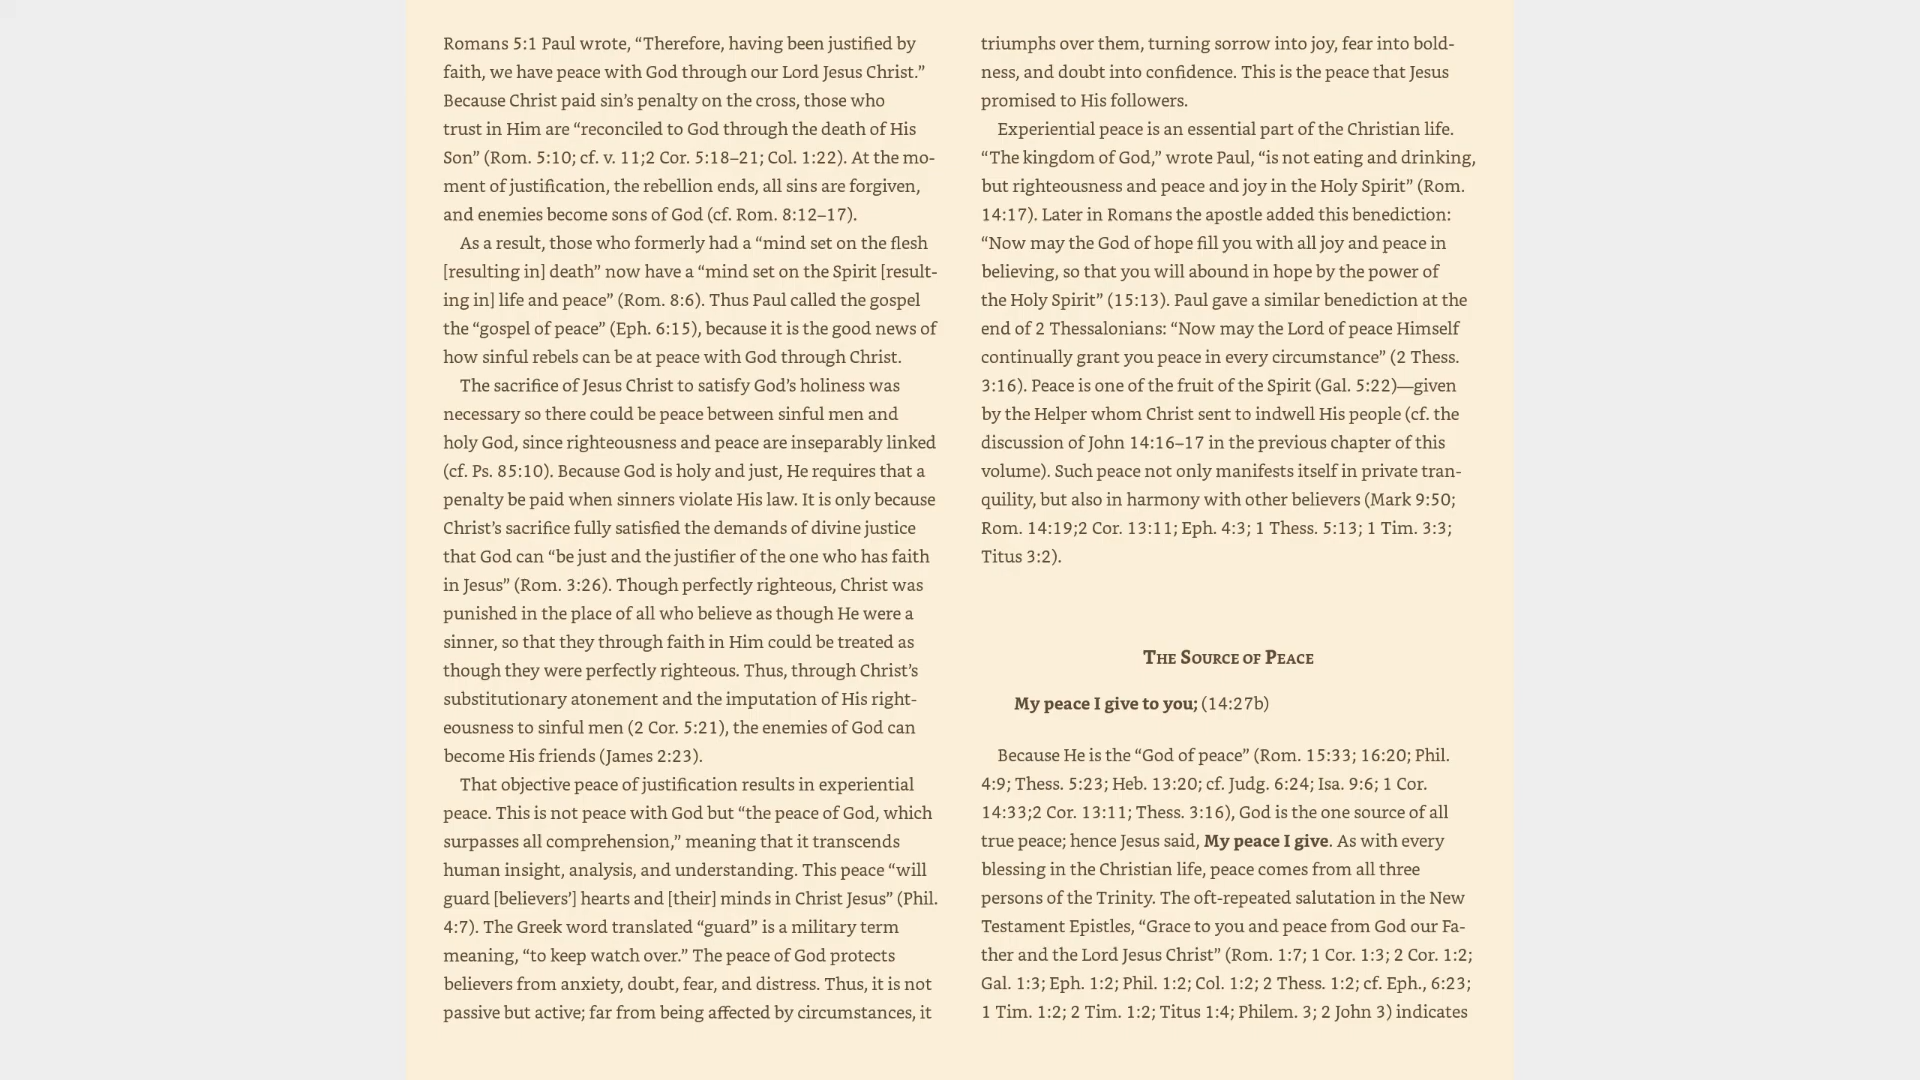 Romans 5:1 Paul wrote, “Therefore, having been justified by
faith, we have peace with God through our Lord Jesus Christ.”
Because Christ paid sin’s penalty on the cross, those who
trust in Him are “reconciled to God through the death of His
Son” (Rom. 5:10; cf. v. 11;2 Cor. 5:18–21; Col. 1:22). At the mo-
ment of justification, the rebellion ends, all sins are forgiven,
and enemies become sons of God (cf. Rom. 8:12–17).
As a result, those who formerly had a “mind set on the flesh
[resulting in] death” now have a “mind set on the Spirit [result-
ing in] life and peace” (Rom. 8:6). Thus Paul called the gospel
the “gospel of peace” (Eph. 6:15), because it is the good news of
how sinful rebels can be at peace with God through Christ.
The sacrifice of Jesus Christ to satisfy God’s holiness was
necessary so there could be peace between sinful men and
holy God, since righteousness and peace are inseparably linked
(cf. Ps. 85:10). Because God is holy and just, He requires that a
penalty be paid when sinners violate His law. It is only because
Christ’s sacrifice fully satisfied the demands of divine justice
that God can “be just and the justifier of the one who has faith
in Jesus” (Rom. 3:26). Though perfectly righteous, Christ was
punished in the place of all who believe as though He were a
sinner, so that they through faith in Him could be treated as
though they were perfectly righteous. Thus, through Christ’s
substitutionary atonement and the imputation of His right-
eousness to sinful men (2 Cor. 5:21), the enemies of God can
become His friends (James 2:23).
That objective peace of justification results in experiential
peace. This is not peace with God but “the peace of God, which
surpasses all comprehension,” meaning that it transcends
human insight, analysis, and understanding. This peace “will
guard [believers’] hearts and [their] minds in Christ Jesus” (Phil.
4:7). The Greek word translated “guard” is a military term
meaning, “to keep watch over.” The peace of God protects
believers from anxiety, doubt, fear, and distress. Thus, it is not
passive but active; far from being affected by circumstances, it
triumphs over them, turning sorrow into joy, fear into bold-
ness, and doubt into confidence. This is the peace that Jesus
promised to His followers.
Experiential peace is an essential part of the Christian life.
“The kingdom of God,” wrote Paul, “is not eating and drinking,
but righteousness and peace and joy in the Holy Spirit” (Rom.
14:17). Later in Romans the apostle added this benediction:
“Now may the God of hope fill you with all joy and peace in
believing, so that you will abound in hope by the power of
the Holy Spirit” (15:13). Paul gave a similar benediction at the
end of 2 Thessalonians: “Now may the Lord of peace Himself
continually grant you peace in every circumstance” (2 Thess.
3:16). Peace is one of the fruit of the Spirit (Gal. 5:22)—given
by the Helper whom Christ sent to indwell His people (cf. the
discussion of John 14:16–17 in the previous chapter of this
volume). Such peace not only manifests itself in private tran-
quility, but also in harmony with other believers (Mark 9:50;
Rom. 14:19;2 Cor. 13:11; Eph. 4:3; 1 Thess. 5:13; 1 Tim. 3:3;
Titus 3:2).
The Source of Peace
My peace I give to you; (14:27b)
Because He is the “God of peace” (Rom. 15:33; 16:20; Phil.
4:9; Thess. 5:23; Heb. 13:20; cf. Judg. 6:24; Isa. 9:6; 1 Cor.
14:33;2 Cor. 13:11; Thess. 3:16), God is the one source of all
true peace; hence Jesus said, My peace I give. As with every
blessing in the Christian life, peace comes from all three
persons of the Trinity. The oft-repeated salutation in the New
Testament Epistles, “Grace to you and peace from God our Fa-
ther and the Lord Jesus Christ” (Rom. 1:7; 1 Cor. 1:3; 2 Cor. 1:2;
Gal. 1:3; Eph. 1:2; Phil. 1:2; Col. 1:2; 2 Thess. 1:2; cf. Eph., 6:23;
1 Tim. 1:2; 2 Tim. 1:2; Titus 1:4; Philem. 3; 2 John 3) indicates